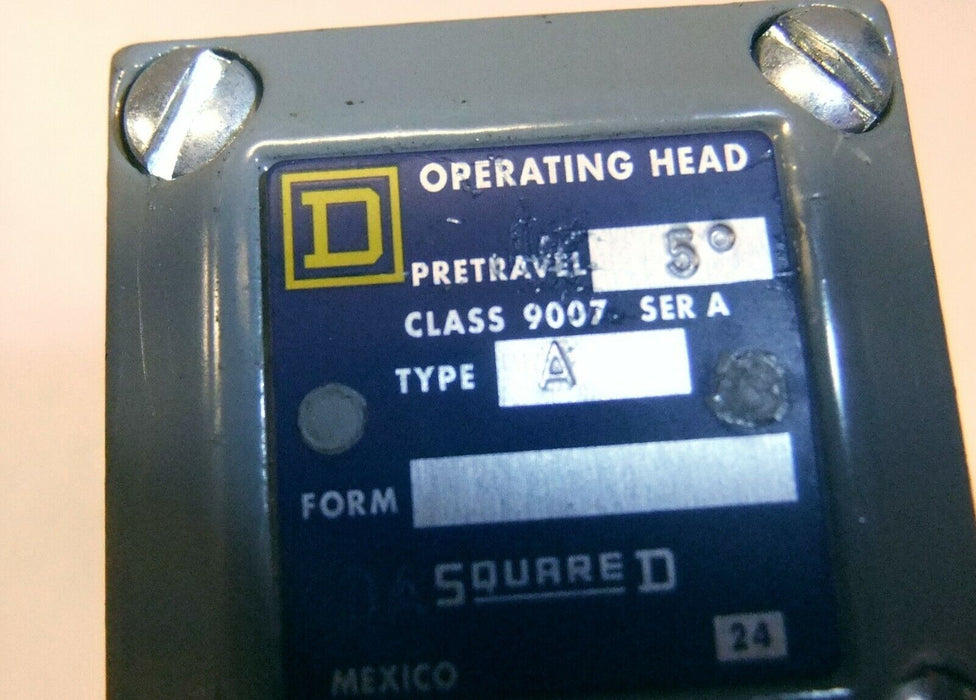 OPERATING HEAD
D
PRETRAVEL 5°
CLASS 9007 SER A
TYPE A
FORM
SQUARE D
24
MEXICO